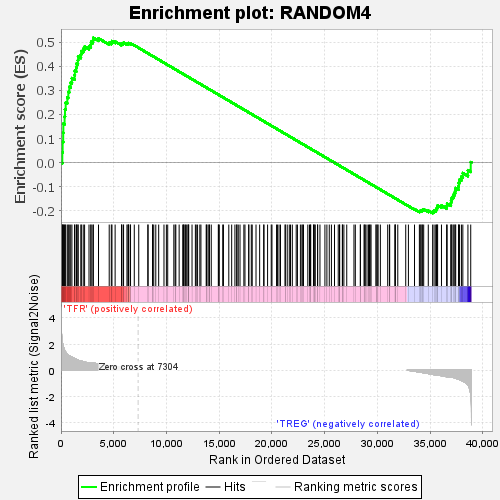 Enrichment plot: RANDOM4
Enrichment score (ES)
0.5
0.4
0.3
0.2
0.1
0.0
-0.1
-0.2
'TFR' (positively correlated)
Zero cross at 7304
'TREG' (negatively correlated)
Ranked list metric (Signal2Noise)
4
2
0
-2
-4
0
5,000
10,000
15,000
20,000
25,000
30,000
35,000
40,000
Rank in Ordered Dataset
Enrichment profile
Hits
Ranking metric scores